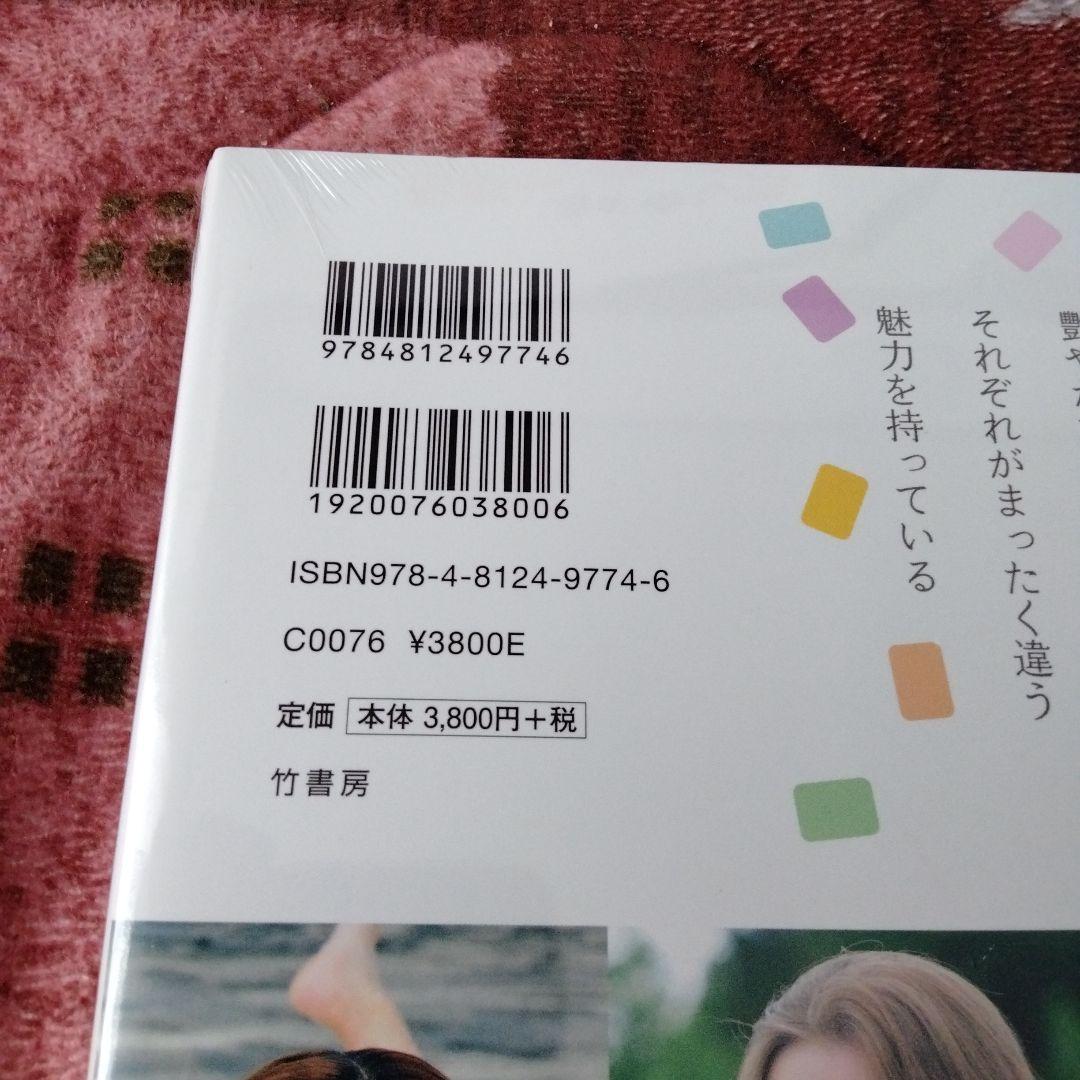 9784812497746
1920076038006
ISBN978-4-8124-9774-6
C0076 ¥3800E
定価 本体 3,800円+税
竹書房
それぞれがまったく違う
魅力を持っている